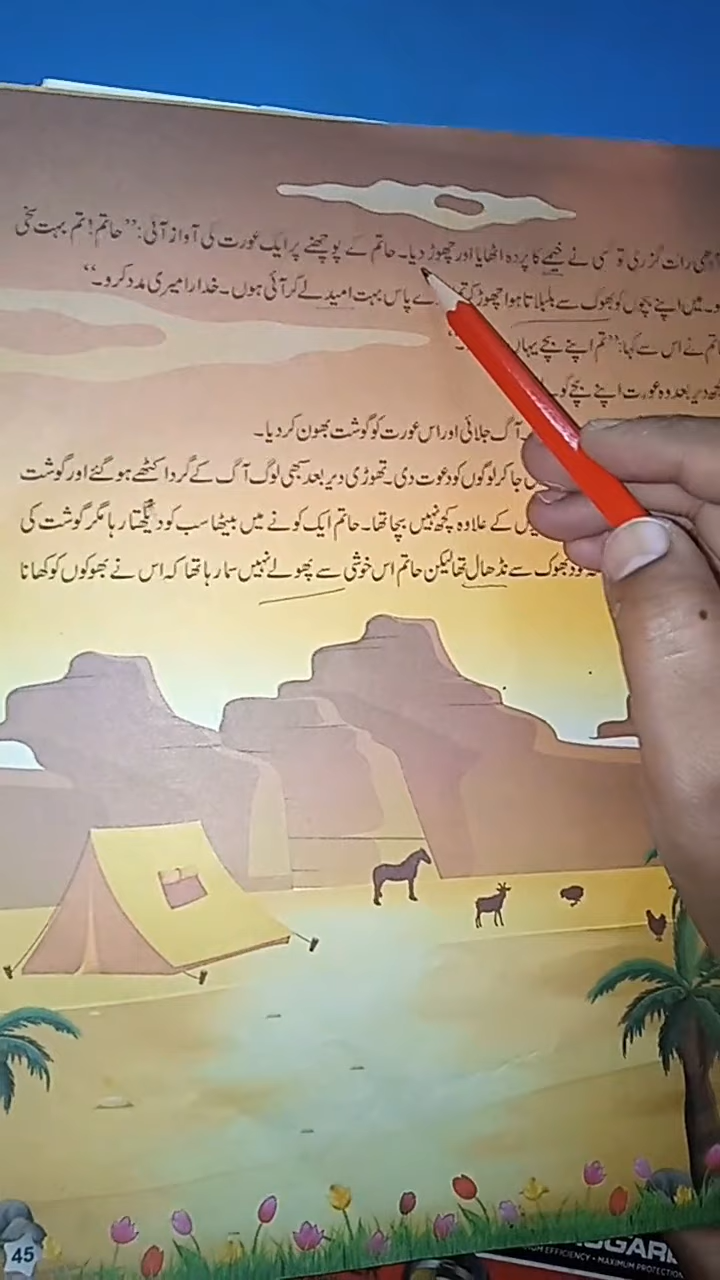 رات گزری تو کسی نے خیمے کا پردہ اٹھایا اور چھوڑ دیا۔ حاتم کے پوچھنے پر ایک عورت کی آواز آئی: ”حاتم! تم بہت سخی
میں اپنے بچوں کو بھوک سے بلبلاتا ہوا چھوڑ کر پاس بہت امید لے کر آئی ہوں۔ خدارا میری مدد کرو۔“
نے اس سے کہا: ”تم اپنے بچے یہاں
دیر بعد وہ عورت اپنے بچے کو
آگ جلائی اور اس عورت کو گوشت بھون کر دیا۔
جا کر لوگوں کو دعوت دی۔ تھوڑی دیر بعد سبھی لوگ آگ کے گرد اکٹھے ہو گئے اور گوشت
کے علاوہ کچھ نہیں بچا تھا۔ حاتم ایک کونے میں بیٹھا سب کو دیکھتا رہا مگر گوشت کی
بھوک سے نڈھال تھا لیکن حاتم اس خوشی سے پھولے نہیں سما رہا تھا کہ اس نے بھوکوں کو کھانا
45
EFFICIENCY • MAXIMUM